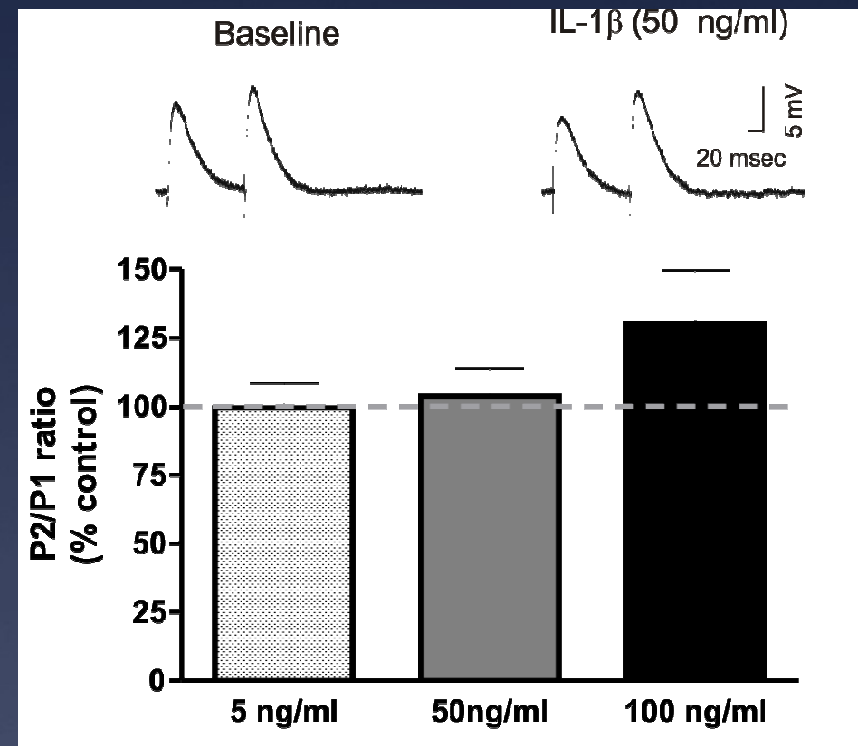 Baseline
IL-1β (50 ng/ml)
5 mV
20 msec
P2/P1 ratio
(% control)
150
125
100
75
50
25
0
5 ng/ml
50ng/ml
100 ng/ml